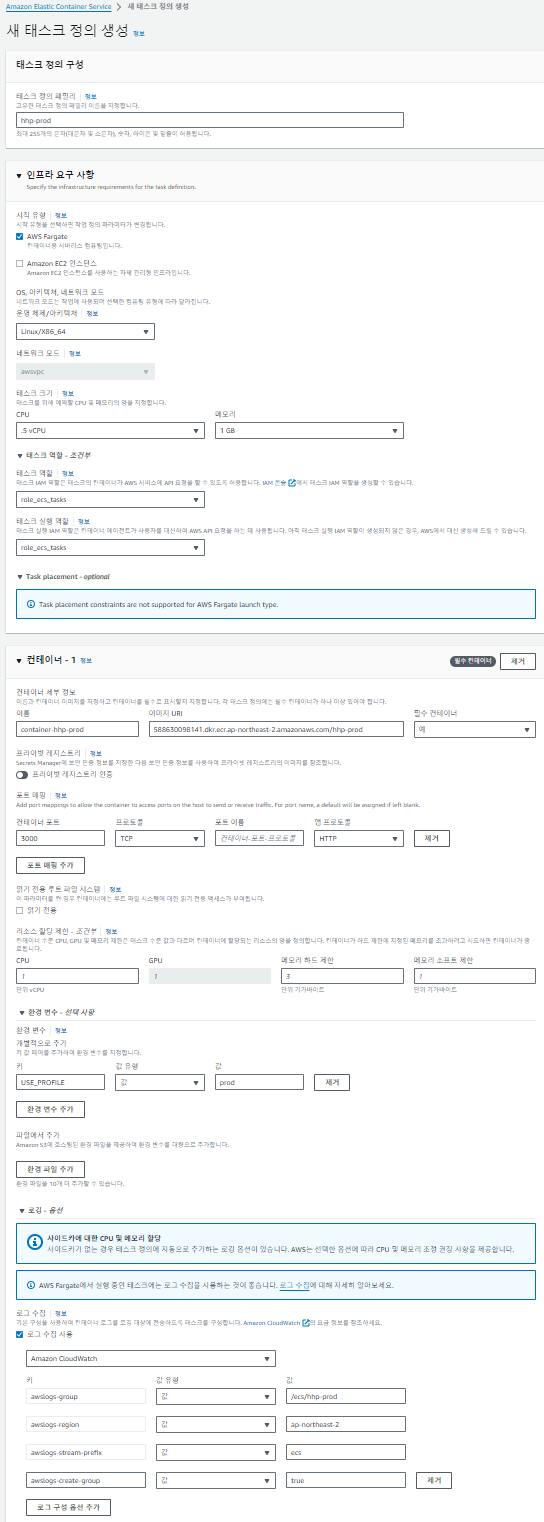 Amazon Elastic Container Service > 새 태스크 정의 생성
새 태스크 정의 생성 정보
태스크 정의 구성
태스크 정의 패밀리 | 정보
고유한 태스크 정의 패밀리 이름을 지정합니다.
hhp-prod
최대 255개의 문자(대문자 및 소문자), 숫자, 하이픈 및 밑줄이 허용됩니다.
▼ 인프라 요구 사항
Specify the infrastructure requirements for the task definition.
시작 유형 | 정보
시작 유형을 선택하면 작업 정의 파라미터가 변경됩니다.
AWS Fargate
컨테이너용 서버리스 컴퓨팅입니다.
Amazon EC2 인스턴스
Amazon EC2 인스턴스를 사용하는 자체 관리형 인프라입니다.
OS, 아키텍처, 네트워크 모드
네트워크 모드는 작업에 사용되며 선택한 컴퓨팅 유형에 따라 달라집니다.
운영 체제/아키텍처 | 정보
Linux/X86_64
네트워크 모드 | 정보
awsvpc
태스크 크기 | 정보
태스크를 위해 예약할 CPU 및 메모리의 양을 지정합니다.
CPU 메모리
.5 vCPU 1 GB
▼ 태스크 역할 - 조건부
태스크 역할 | 정보
태스크 IAM 역할은 태스크의 컨테이너가 AWS 서비스에 API 요청을 할 수 있도록 허용합니다. IAM 콘솔에서 태스크 IAM 역할을 생성할 수 있습니다.
role_ecs_tasks
태스크 실행 역할 | 정보
태스크 실행 IAM 역할은 컨테이너 에이전트가 사용자를 대신하여 AWS API 요청을 하는 데 사용됩니다. 아직 태스크 실행 IAM 역할이 생성되지 않은 경우, AWS에서 대신 생성해 드릴 수 있습니다.
role_ecs_tasks
▼ Task placement - optional
Task placement constraints are not supported for AWS Fargate launch type.
▼ 컨테이너 - 1 정보 필수 컨테이너 제거
컨테이너 세부 정보
이름과 컨테이너 이미지를 지정하고 컨테이너를 필수로 표시할지 지정합니다. 각 태스크 정의에는 필수 컨테이너가 하나 이상 있어야 합니다.
이름 이미지 URI 필수 컨테이너
container-hhp-prod 588630098141.dkr.ecr.ap-northeast-2.amazonaws.com/hhp-prod 예
프라이빗 레지스트리 | 정보
Secrets Manager에 보안 인증 정보를 저장한 다음 보안 인증 정보를 사용하여 프라이빗 레지스트리의 이미지를 참조합니다.
프라이빗 레지스트리 인증
포트 매핑 | 정보
Add port mappings to allow the container to access ports on the host to send or receive traffic. For port name, a default will be assigned if left blank.
컨테이너 포트 프로토콜 포트 이름 앱 프로토콜
3000 TCP 컨테이너-포트-프로토콜 HTTP 제거
포트 매핑 추가
읽기 전용 루트 파일 시스템 | 정보
이 파라미터를 켠 경우 컨테이너에는 루트 파일 시스템에 대한 읽기 전용 액세스가 부여됩니다.
읽기 전용
리소스 할당 제한 - 조건부 | 정보
컨테이너 수준 CPU, GPU 및 메모리 제한은 태스크 수준 값과 다르며 컨테이너에 할당되는 리소스의 양을 정의합니다. 컨테이너가 하드 제한에 지정된 메모리를 초과하려고 시도하면 컨테이너가 종
료됩니다.
CPU GPU 메모리 하드 제한 메모리 소프트 제한
1 1 3 1
단위 vCPU 단위 기가바이트 단위 기가바이트
▼ 환경 변수 - 선택 사항
환경 변수 | 정보
개별적으로 추가
키 값 페어를 추가하여 환경 변수를 지정합니다.
키 값 유형 값
USE_PROFILE 값 prod 제거
환경 변수 추가
파일에서 추가
Amazon S3에 호스팅된 환경 파일을 제공하여 환경 변수를 대량으로 추가합니다.
환경 파일 추가
환경 파일을 10개 더 추가할 수 있습니다.
▼ 로깅 - 옵션
사이드카에 대한 CPU 및 메모리 할당
사이드카가 없는 경우 태스크 정의에 자동으로 추가하는 로깅 옵션이 있습니다. AWS는 선택한 옵션에 따라 CPU 및 메모리 조정 권장 사항을 제공합니다.
AWS Fargate에서 실행 중인 태스크에는 로그 수집을 사용하는 것이 좋습니다. 로그 수집에 대해 자세히 알아보세요.
로그 수집 | 정보
기본 구성을 사용하여 컨테이너 로그를 로깅 대상에 전송하도록 태스크를 구성합니다. Amazon CloudWatch의 요금 정보를 참조하세요.
로그 수집 사용
Amazon CloudWatch
키 값 유형 값
awslogs-group 값 /ecs/hhp-prod
awslogs-region 값 ap-northeast-2
awslogs-stream-prefix 값 ecs
awslogs-create-group 값 true 제거
로그 구성 옵션 추가